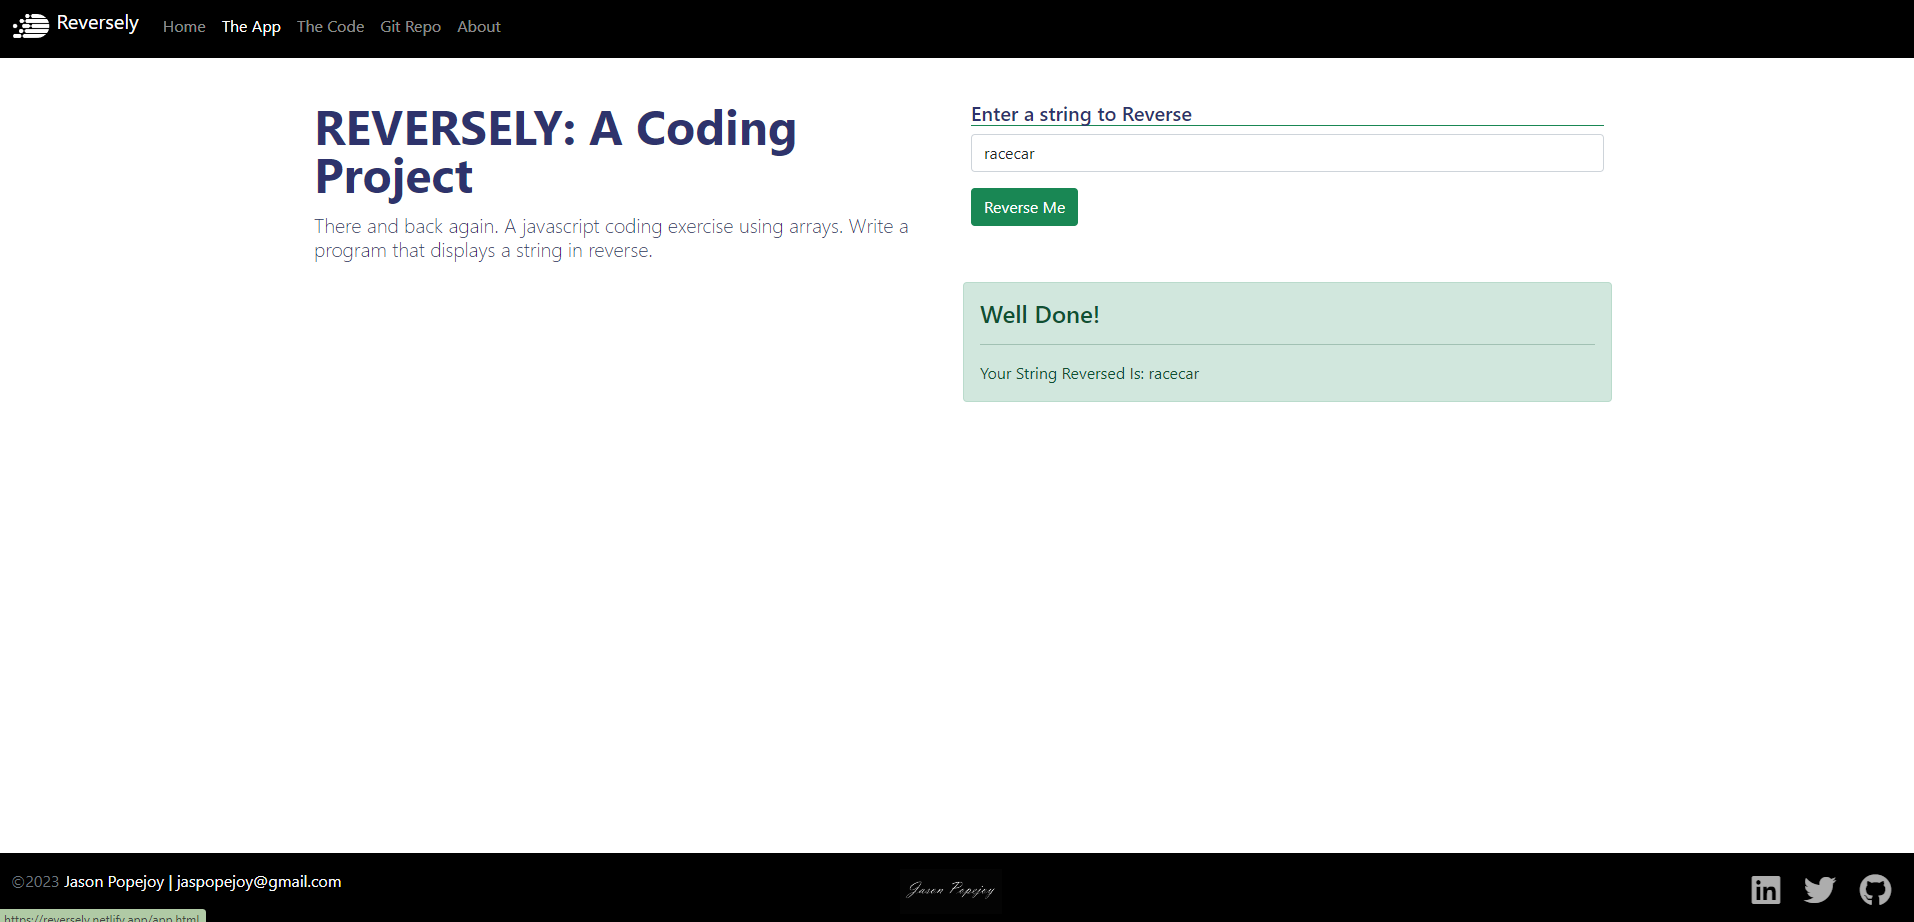 Reversely Home The App The Code Git Repo About
REVERSELY: A Coding
Project
There and back again. A javascript coding exercise using arrays. Write a
program that displays a string in reverse.
Enter a string to Reverse
racecar
Reverse Me
Well Done!
Your String Reversed Is: racecar
©2023 Jason Popejoy | jaspopejoy@gmail.com
Jason Popejoy
in
https://reversely.netlify.app/app.html